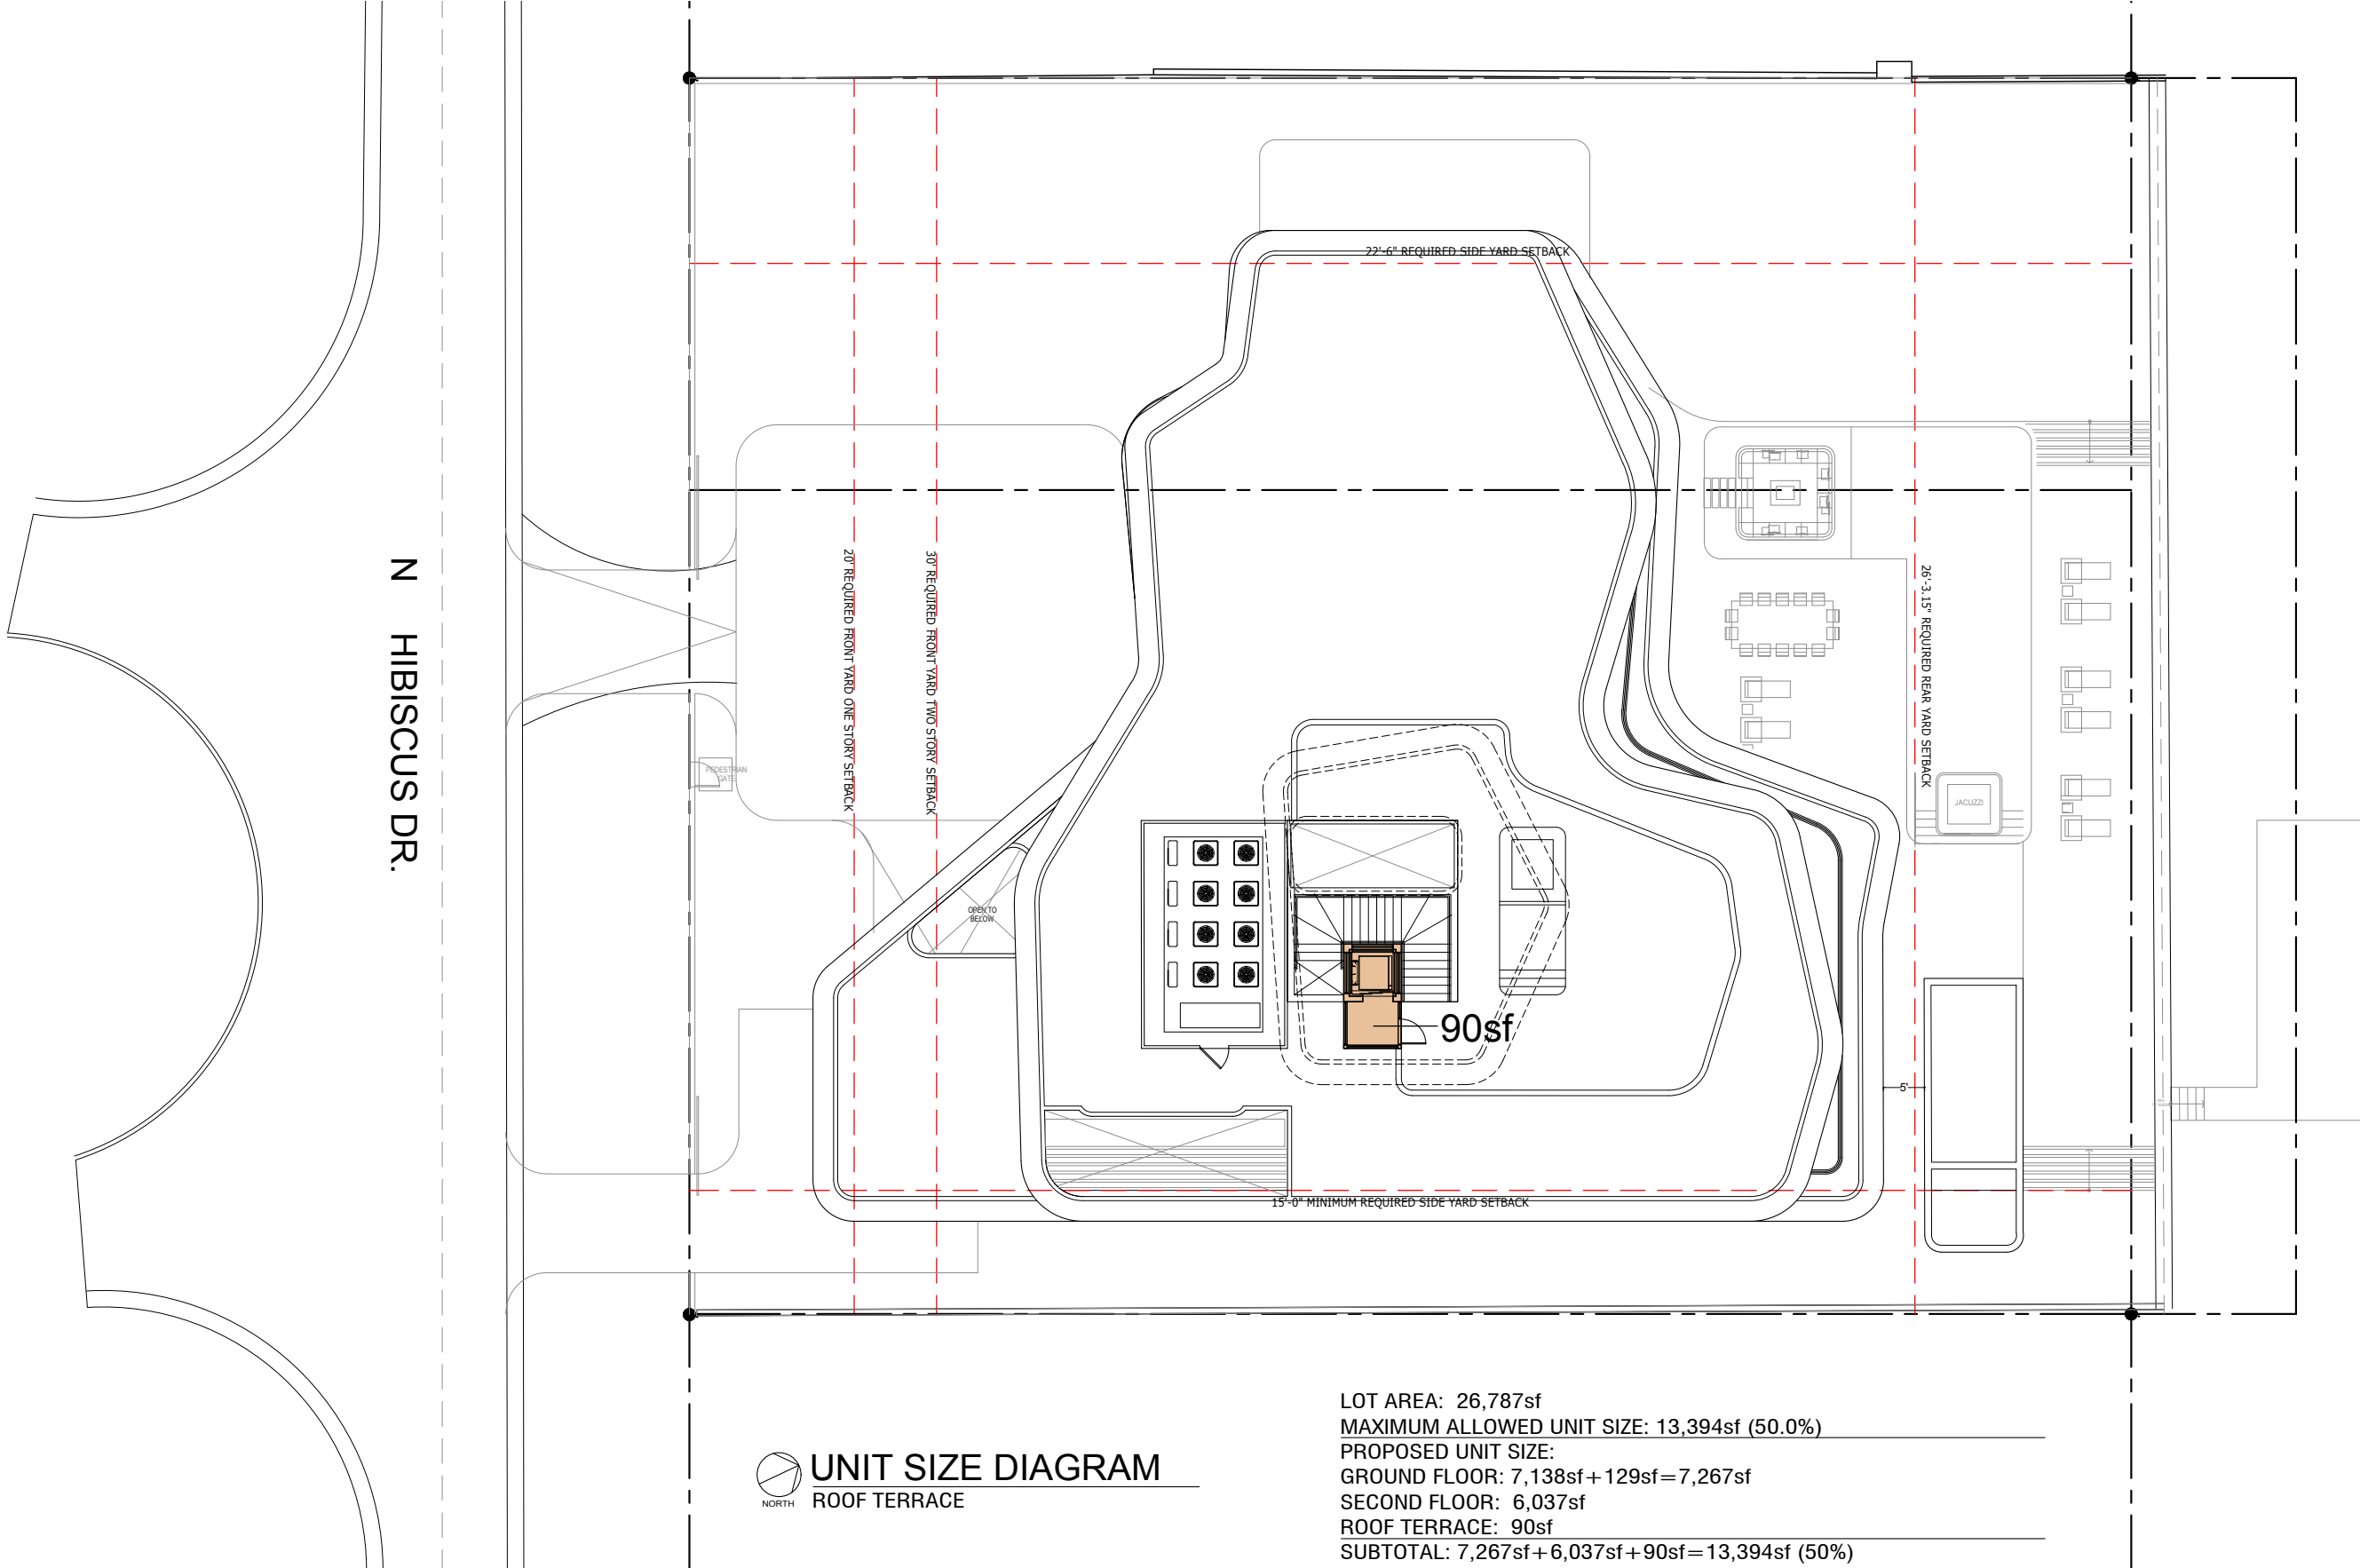 22'-6" REQUIRED SIDE YARD SETBACK
N HIBISCUS DR.
20' REQUIRED FRONT YARD ONE STORY SETBACK
30' REQUIRED FRONT YARD TWO STORY SETBACK
26'-3.15" REQUIRED REAR YARD SETBACK
PEDESTRIAN
GATE
JACUZZI
OPEN TO
BELOW
90sf
5'
15'-0" MINIMUM REQUIRED SIDE YARD SETBACK
NORTH
UNIT SIZE DIAGRAM
ROOF TERRACE
LOT AREA: 26,787sf
MAXIMUM ALLOWED UNIT SIZE: 13,394sf (50.0%)
PROPOSED UNIT SIZE:
GROUND FLOOR: 7,138sf+129sf=7,267sf
SECOND FLOOR: 6,037sf
ROOF TERRACE: 90sf
SUBTOTAL: 7,267sf+6,037sf+90sf=13,394sf (50%)